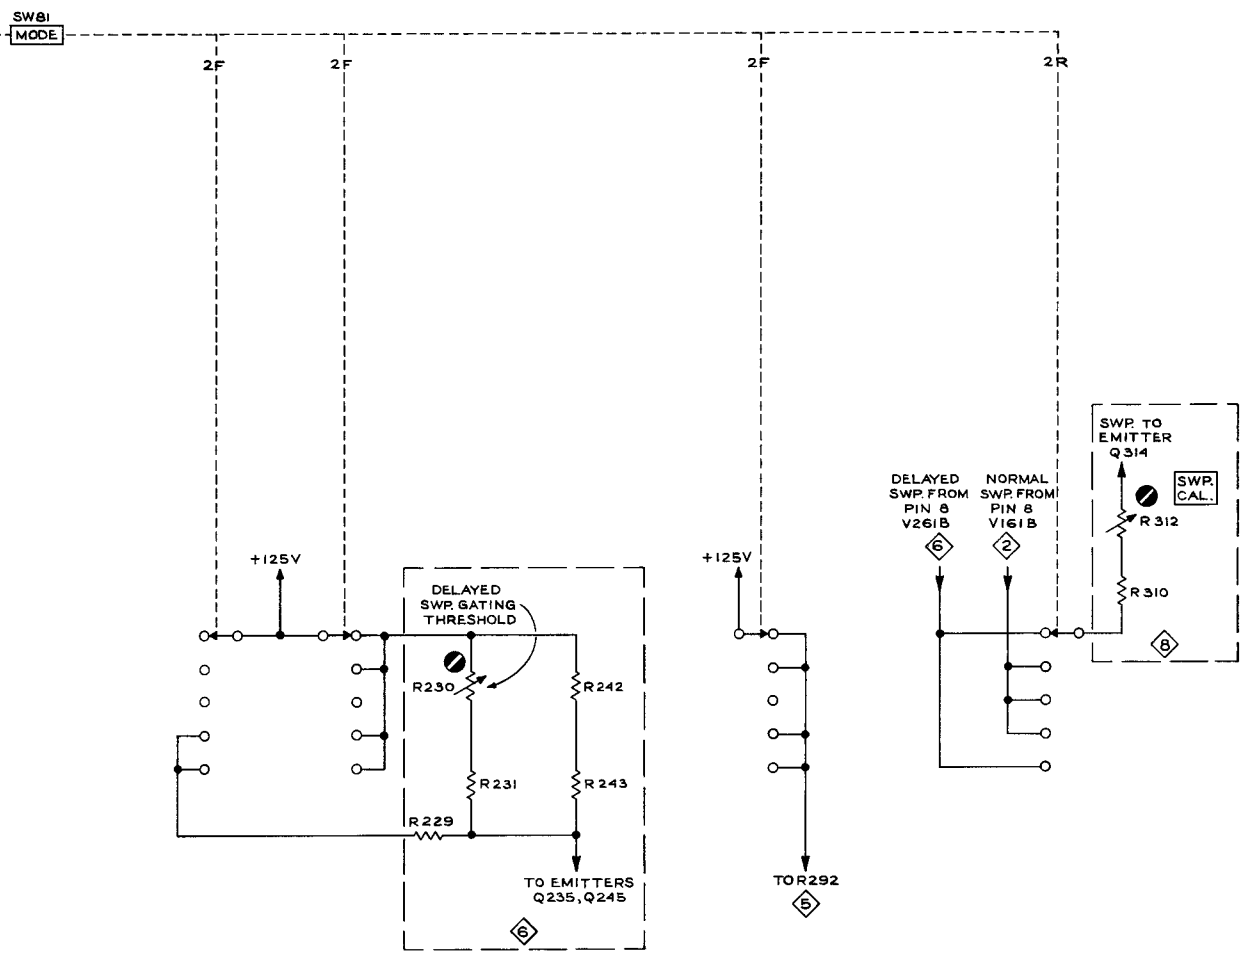 SW81
MODE
2F
2F
2F
2R
SWP. TO
EMITTER
Q314
SWP.
CAL.
DELAYED
SWP. FROM
PIN 8
V261B
6
NORMAL
SWP. FROM
PIN 8
V161B
2
R312
R310
8
+125V
+125V
DELAYED
SWP. GATING
THRESHOLD
R230
R242
R231
R243
R229
TO EMITTERS
Q235, Q245
6
TO R292
5